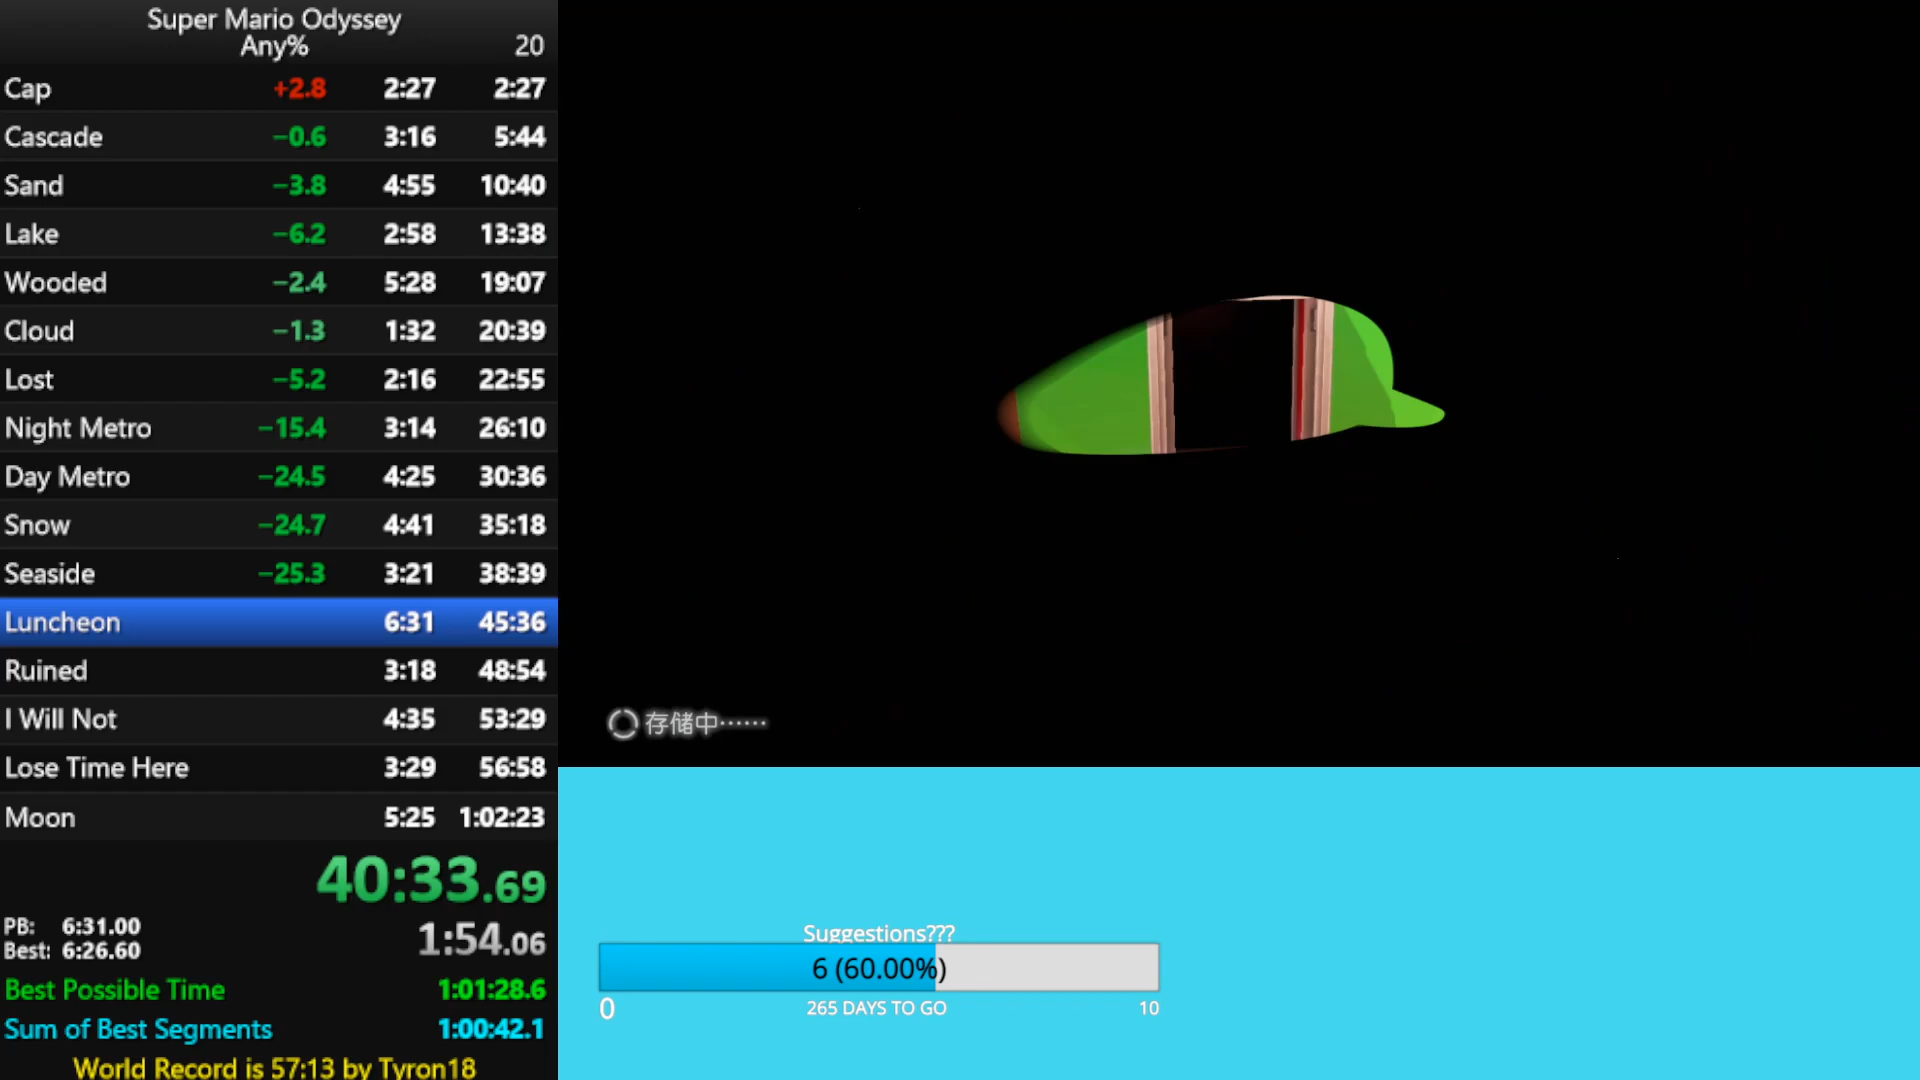 Super Mario Odyssey
Any% 20
Cap +2.8 2:27 2:27
Cascade −0.6 3:16 5:44
Sand −3.8 4:55 10:40
Lake −6.2 2:58 13:38
Wooded −2.4 5:28 19:07
Cloud −1.3 1:32 20:39
Lost −5.2 2:16 22:55
Night Metro −15.4 3:14 26:10
Day Metro −24.5 4:25 30:36
Snow −24.7 4:41 35:18
Seaside −25.3 3:21 38:39
Luncheon 6:31 45:36
Ruined 3:18 48:54
I Will Not 4:35 53:29
Lose Time Here 3:29 56:58
Moon 5:25 1:02:23
40:33.69
PB: 6:31.00
Best: 6:26.60
1:54.06
Best Possible Time 1:01:28.6
Sum of Best Segments 1:00:42.1
World Record is 57:13 by Tyron18
存储中······
Suggestions???
6 (60.00%)
0 265 DAYS TO GO 10